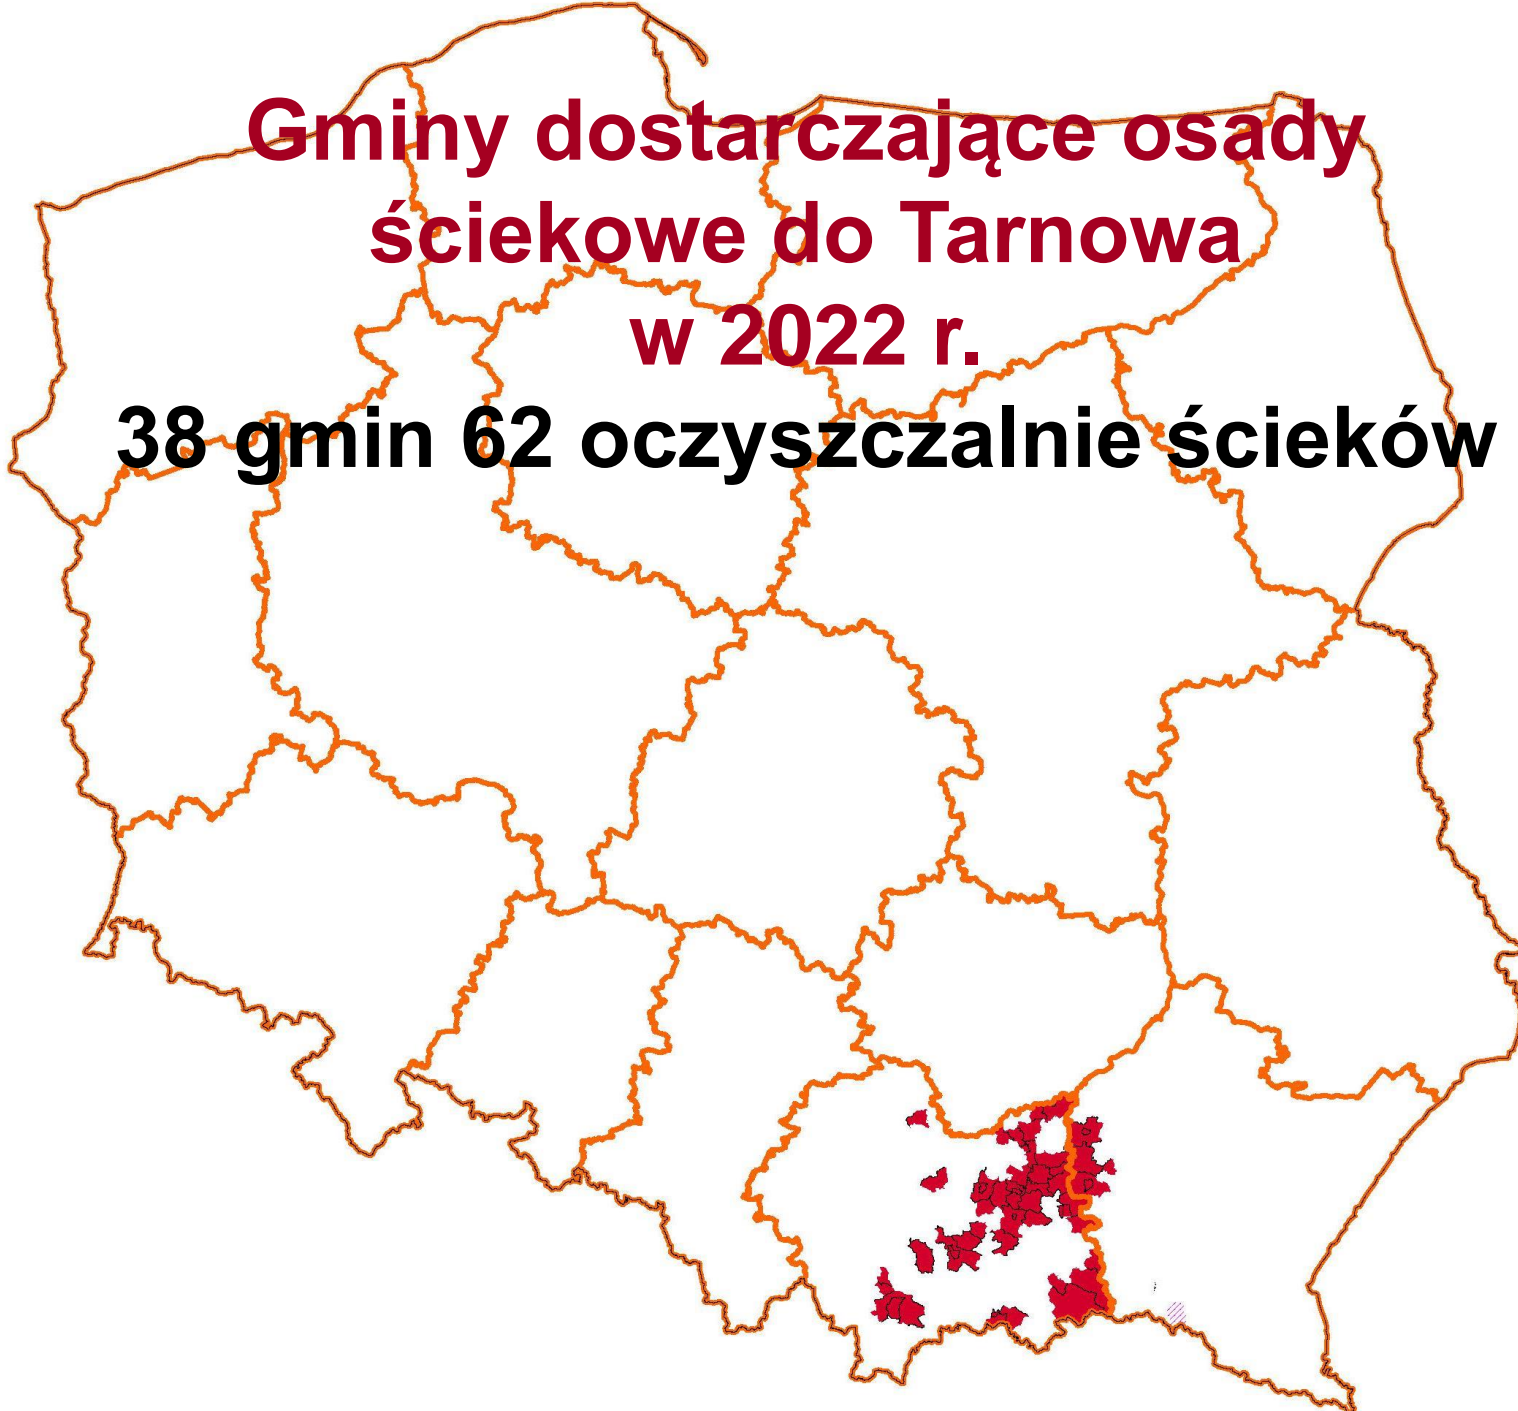 Gminy dostarczające osady
ściekowe do Tarnowa
w 2022 r.
38 gmin 62 oczyszczalnie ścieków